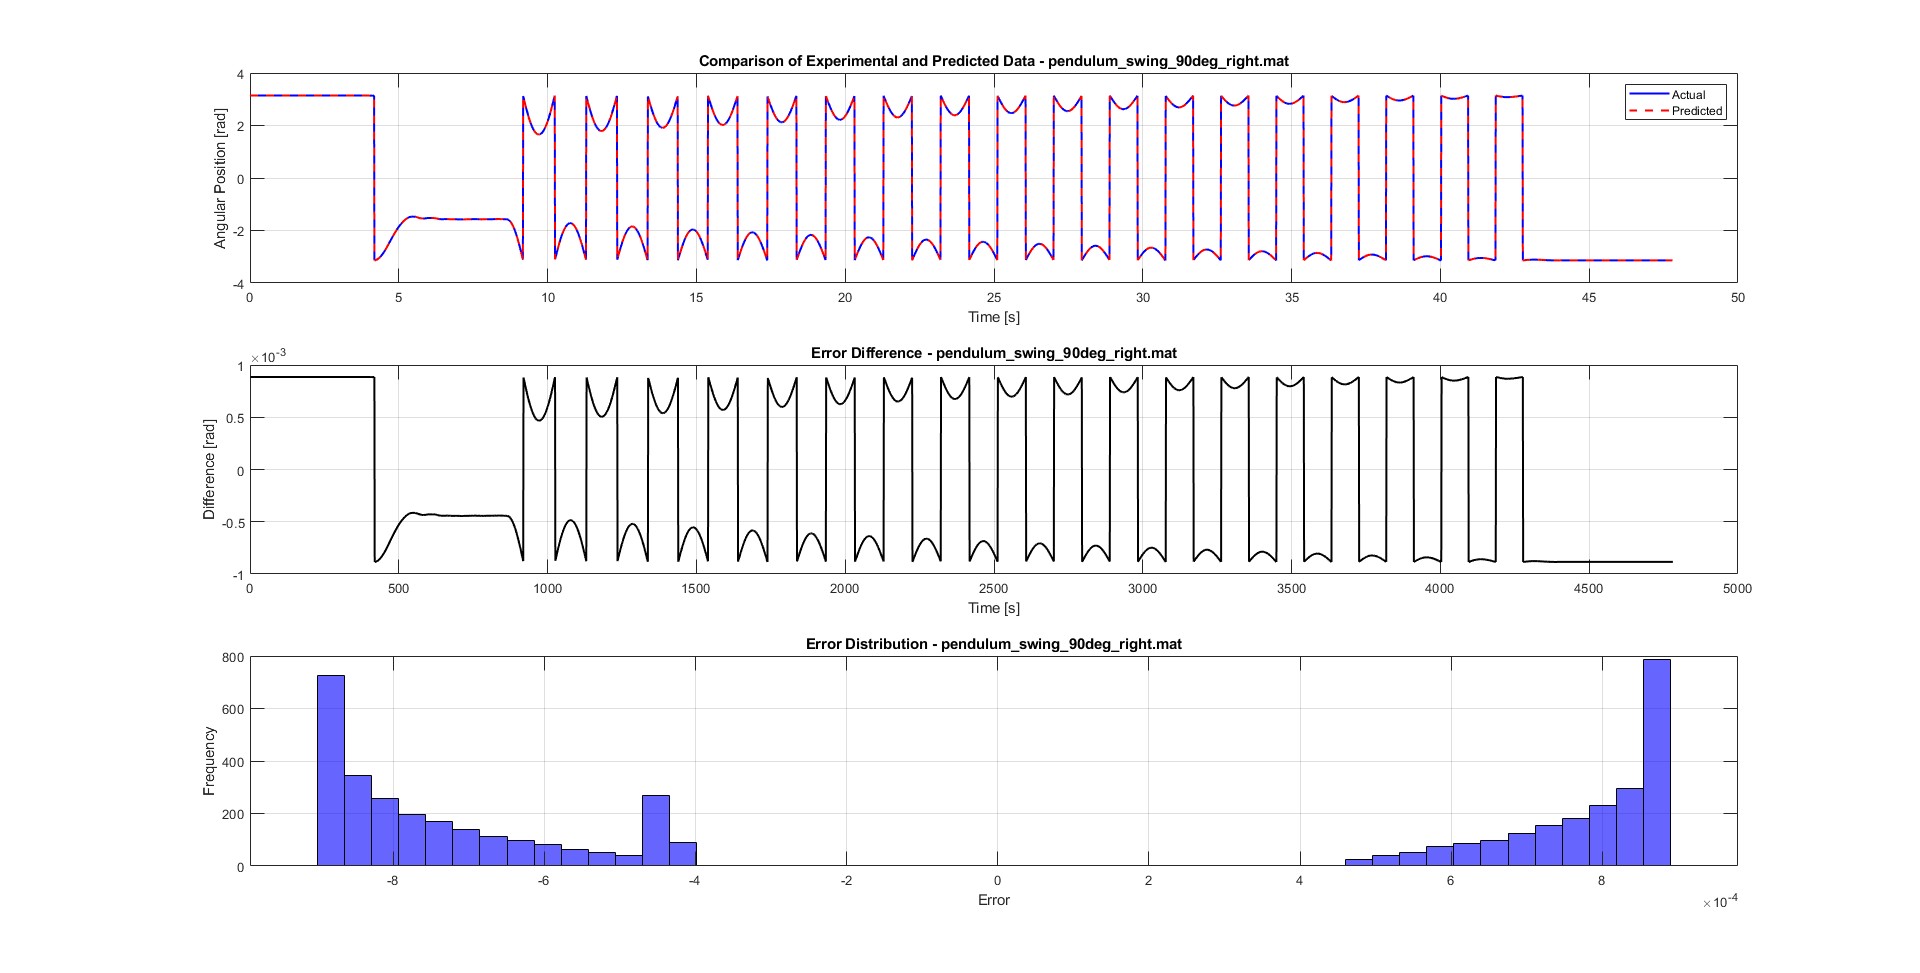 Comparison of Experimental and Predicted Data - pendulum_swing_90deg_right.mat
4
2
0
-2
-4
Angular Position [rad]
Actual
Predicted
0 5 10 15 20 25 30 35 40 45 50
Time [s]
Error Difference - pendulum_swing_90deg_right.mat
×10-3
1
0.5
0
-0.5
-1
Difference [rad]
0 500 1000 1500 2000 2500 3000 3500 4000 4500 5000
Time [s]
Error Distribution - pendulum_swing_90deg_right.mat
800
600
400
200
0
Frequency
-8 -6 -4 -2 0 2 4 6 8
Error
×10-4